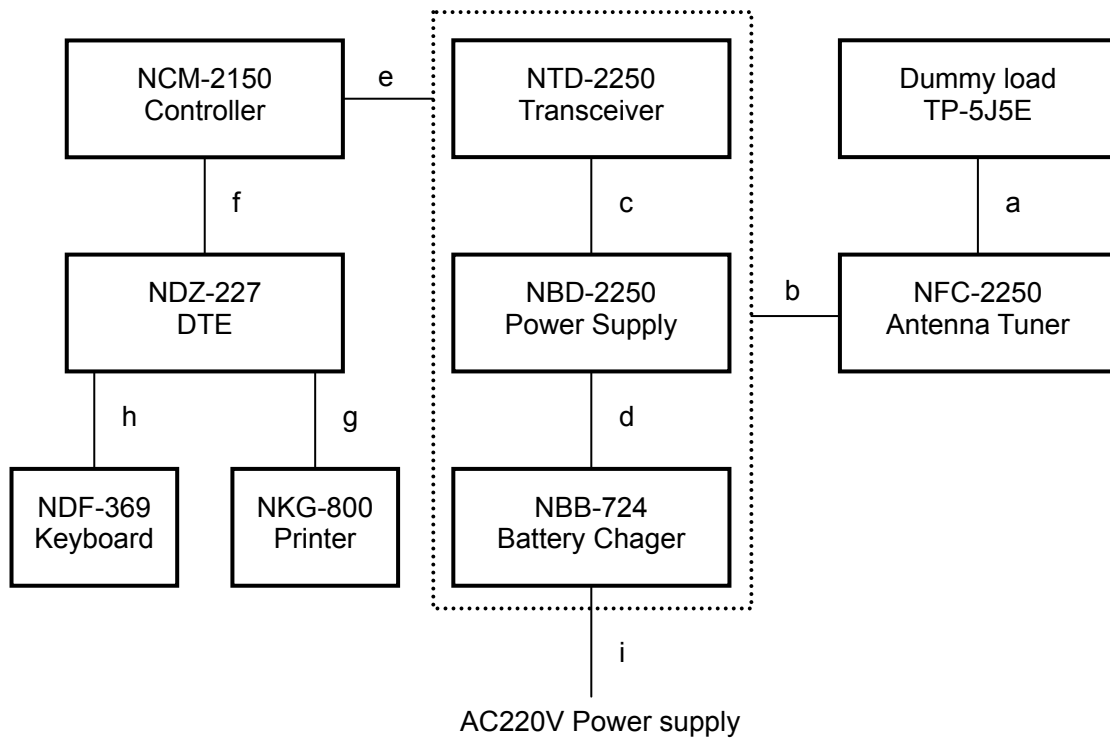 NCM-2150
Controller
e
NTD-2250
Transceiver
Dummy load
TP-5J5E
f
c
a
NDZ-227
DTE
NBD-2250
Power Supply
b
NFC-2250
Antenna Tuner
h
g
d
NDF-369
Keyboard
NKG-800
Printer
NBB-724
Battery Chager
i
AC220V Power supply